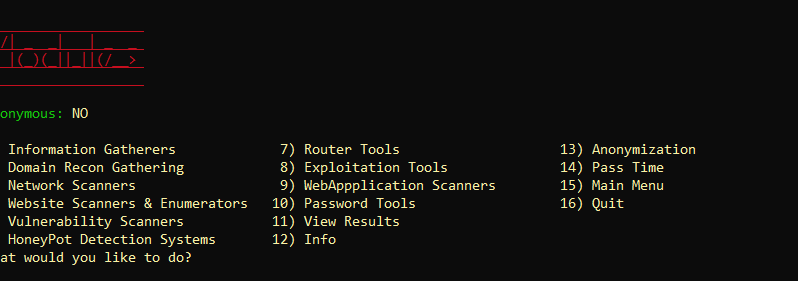 onymous: NO
Information Gatherers 7) Router Tools 13) Anonymization
Domain Recon Gathering 8) Exploitation Tools 14) Pass Time
Network Scanners 9) WebAppplication Scanners 15) Main Menu
Website Scanners & Enumerators 10) Password Tools 16) Quit
Vulnerability Scanners 11) View Results
HoneyPot Detection Systems 12) Info
at would you like to do?